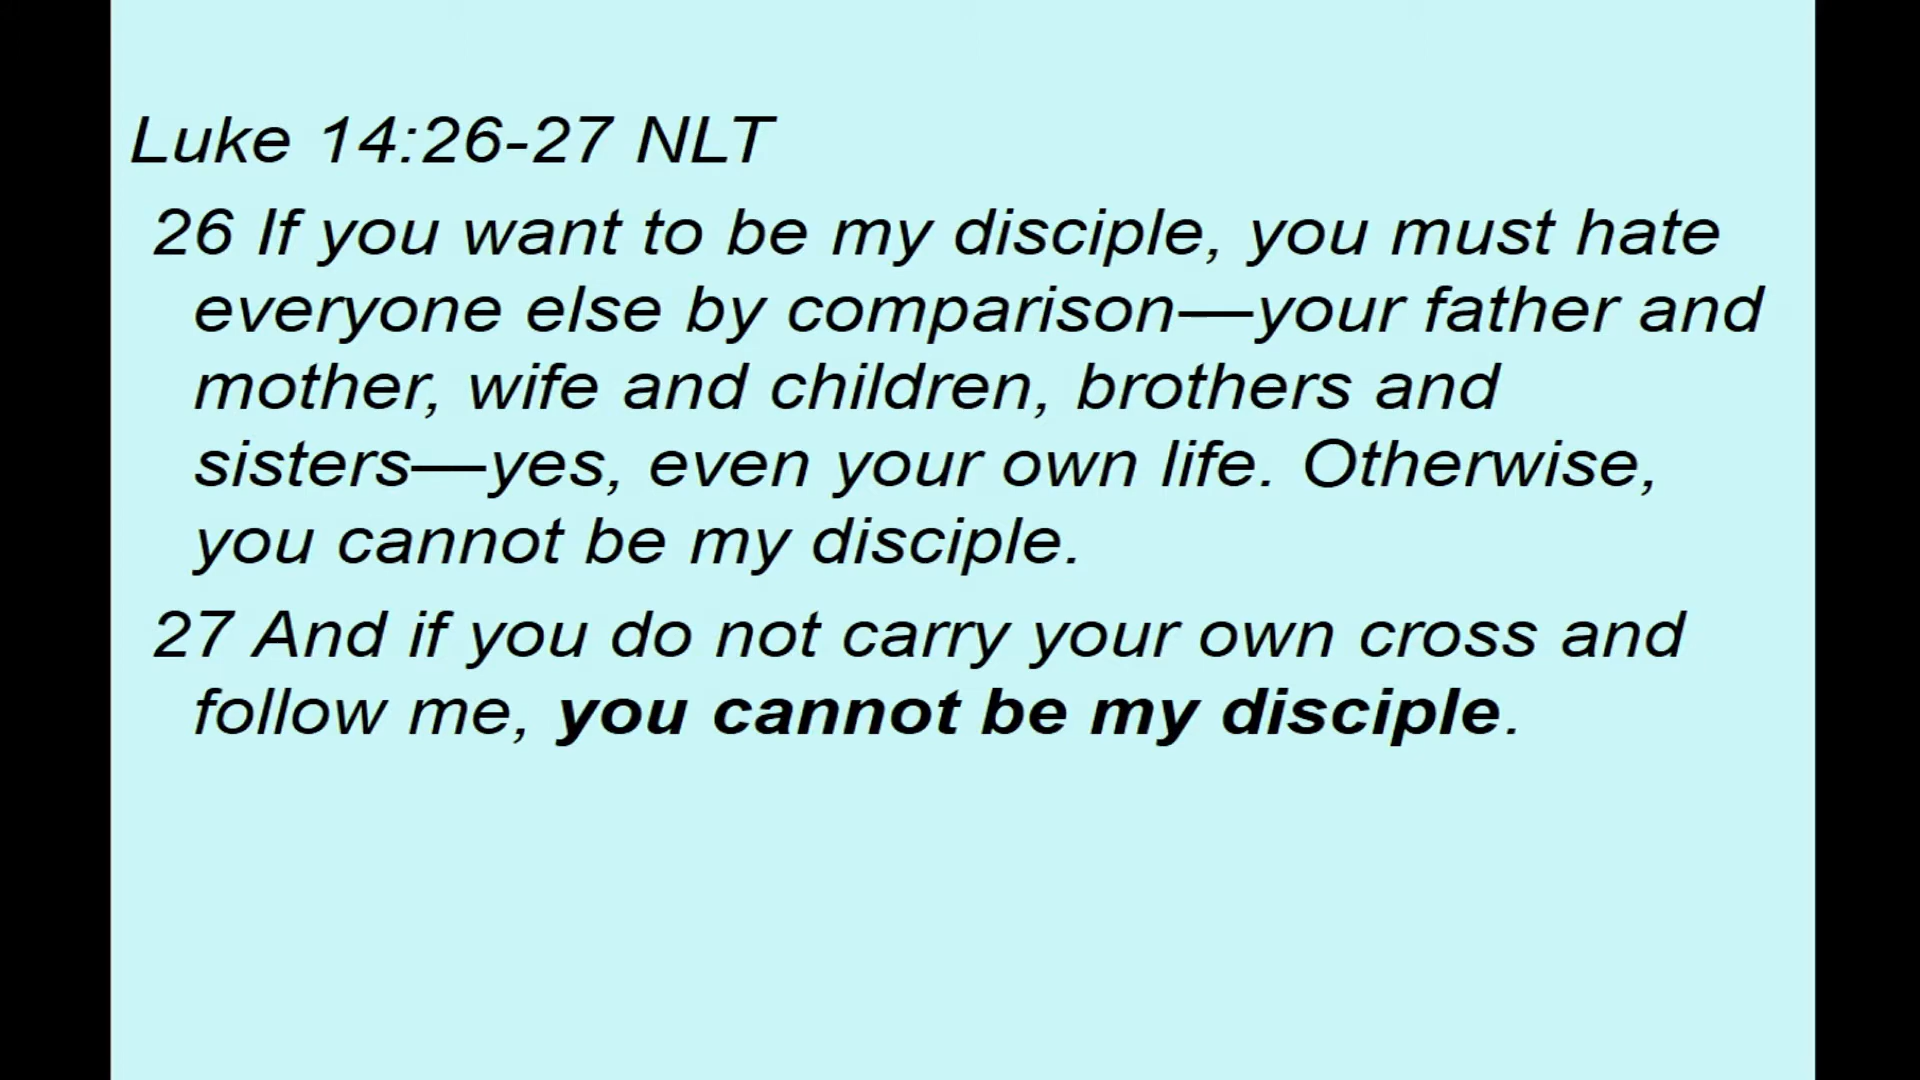 Luke 14:26-27 NLT
26 If you want to be my disciple, you must hate
everyone else by comparison—your father and
mother, wife and children, brothers and
sisters—yes, even your own life. Otherwise,
you cannot be my disciple.
27 And if you do not carry your own cross and
follow me, you cannot be my disciple.